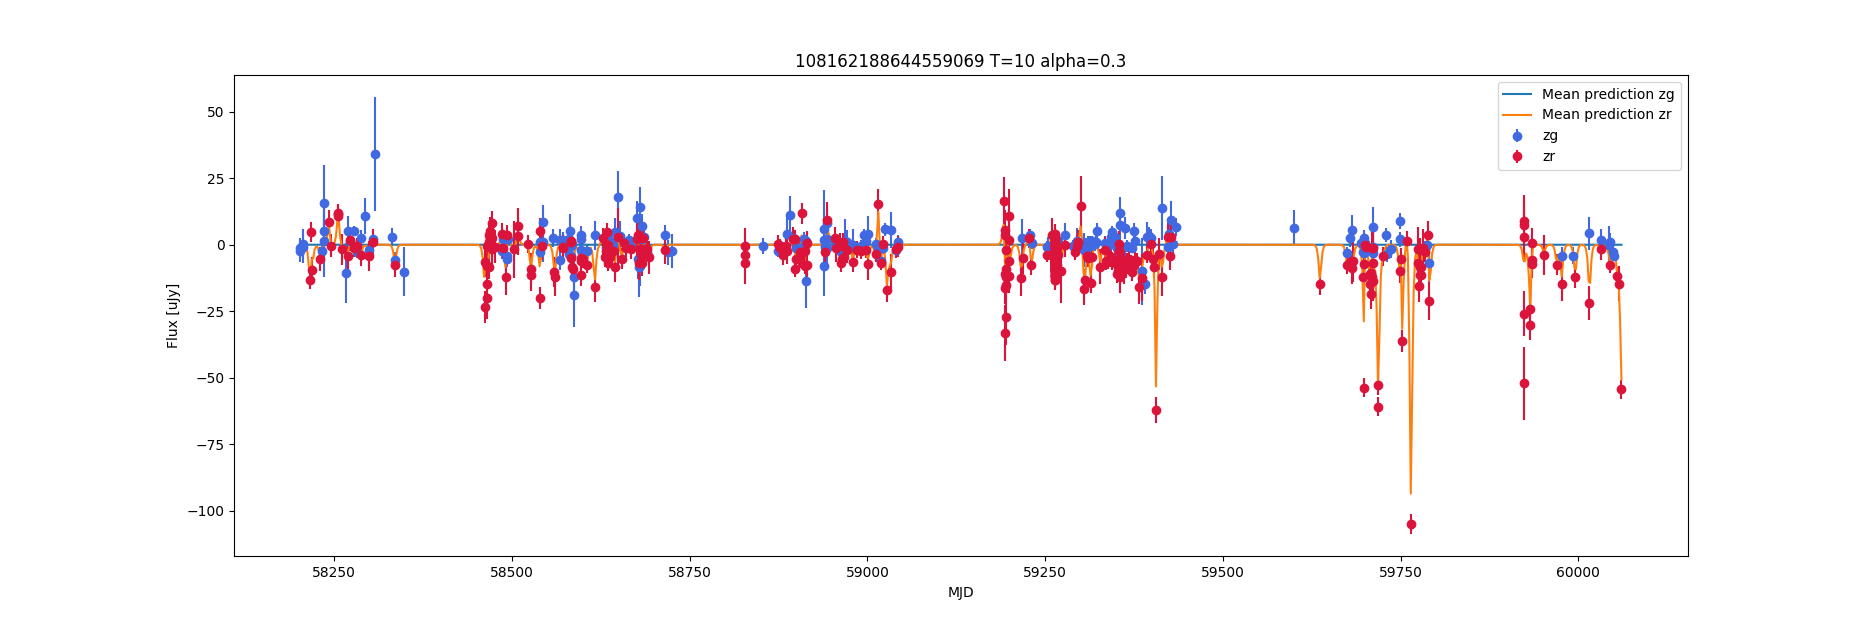 108162188644559069 T=10 alpha=0.3
Mean prediction zg
Mean prediction zr
zg
zr
Flux [uJy]
50
25
0
−25
−50
−75
−100
58250 58500 58750 59000 59250 59500 59750 60000
MJD